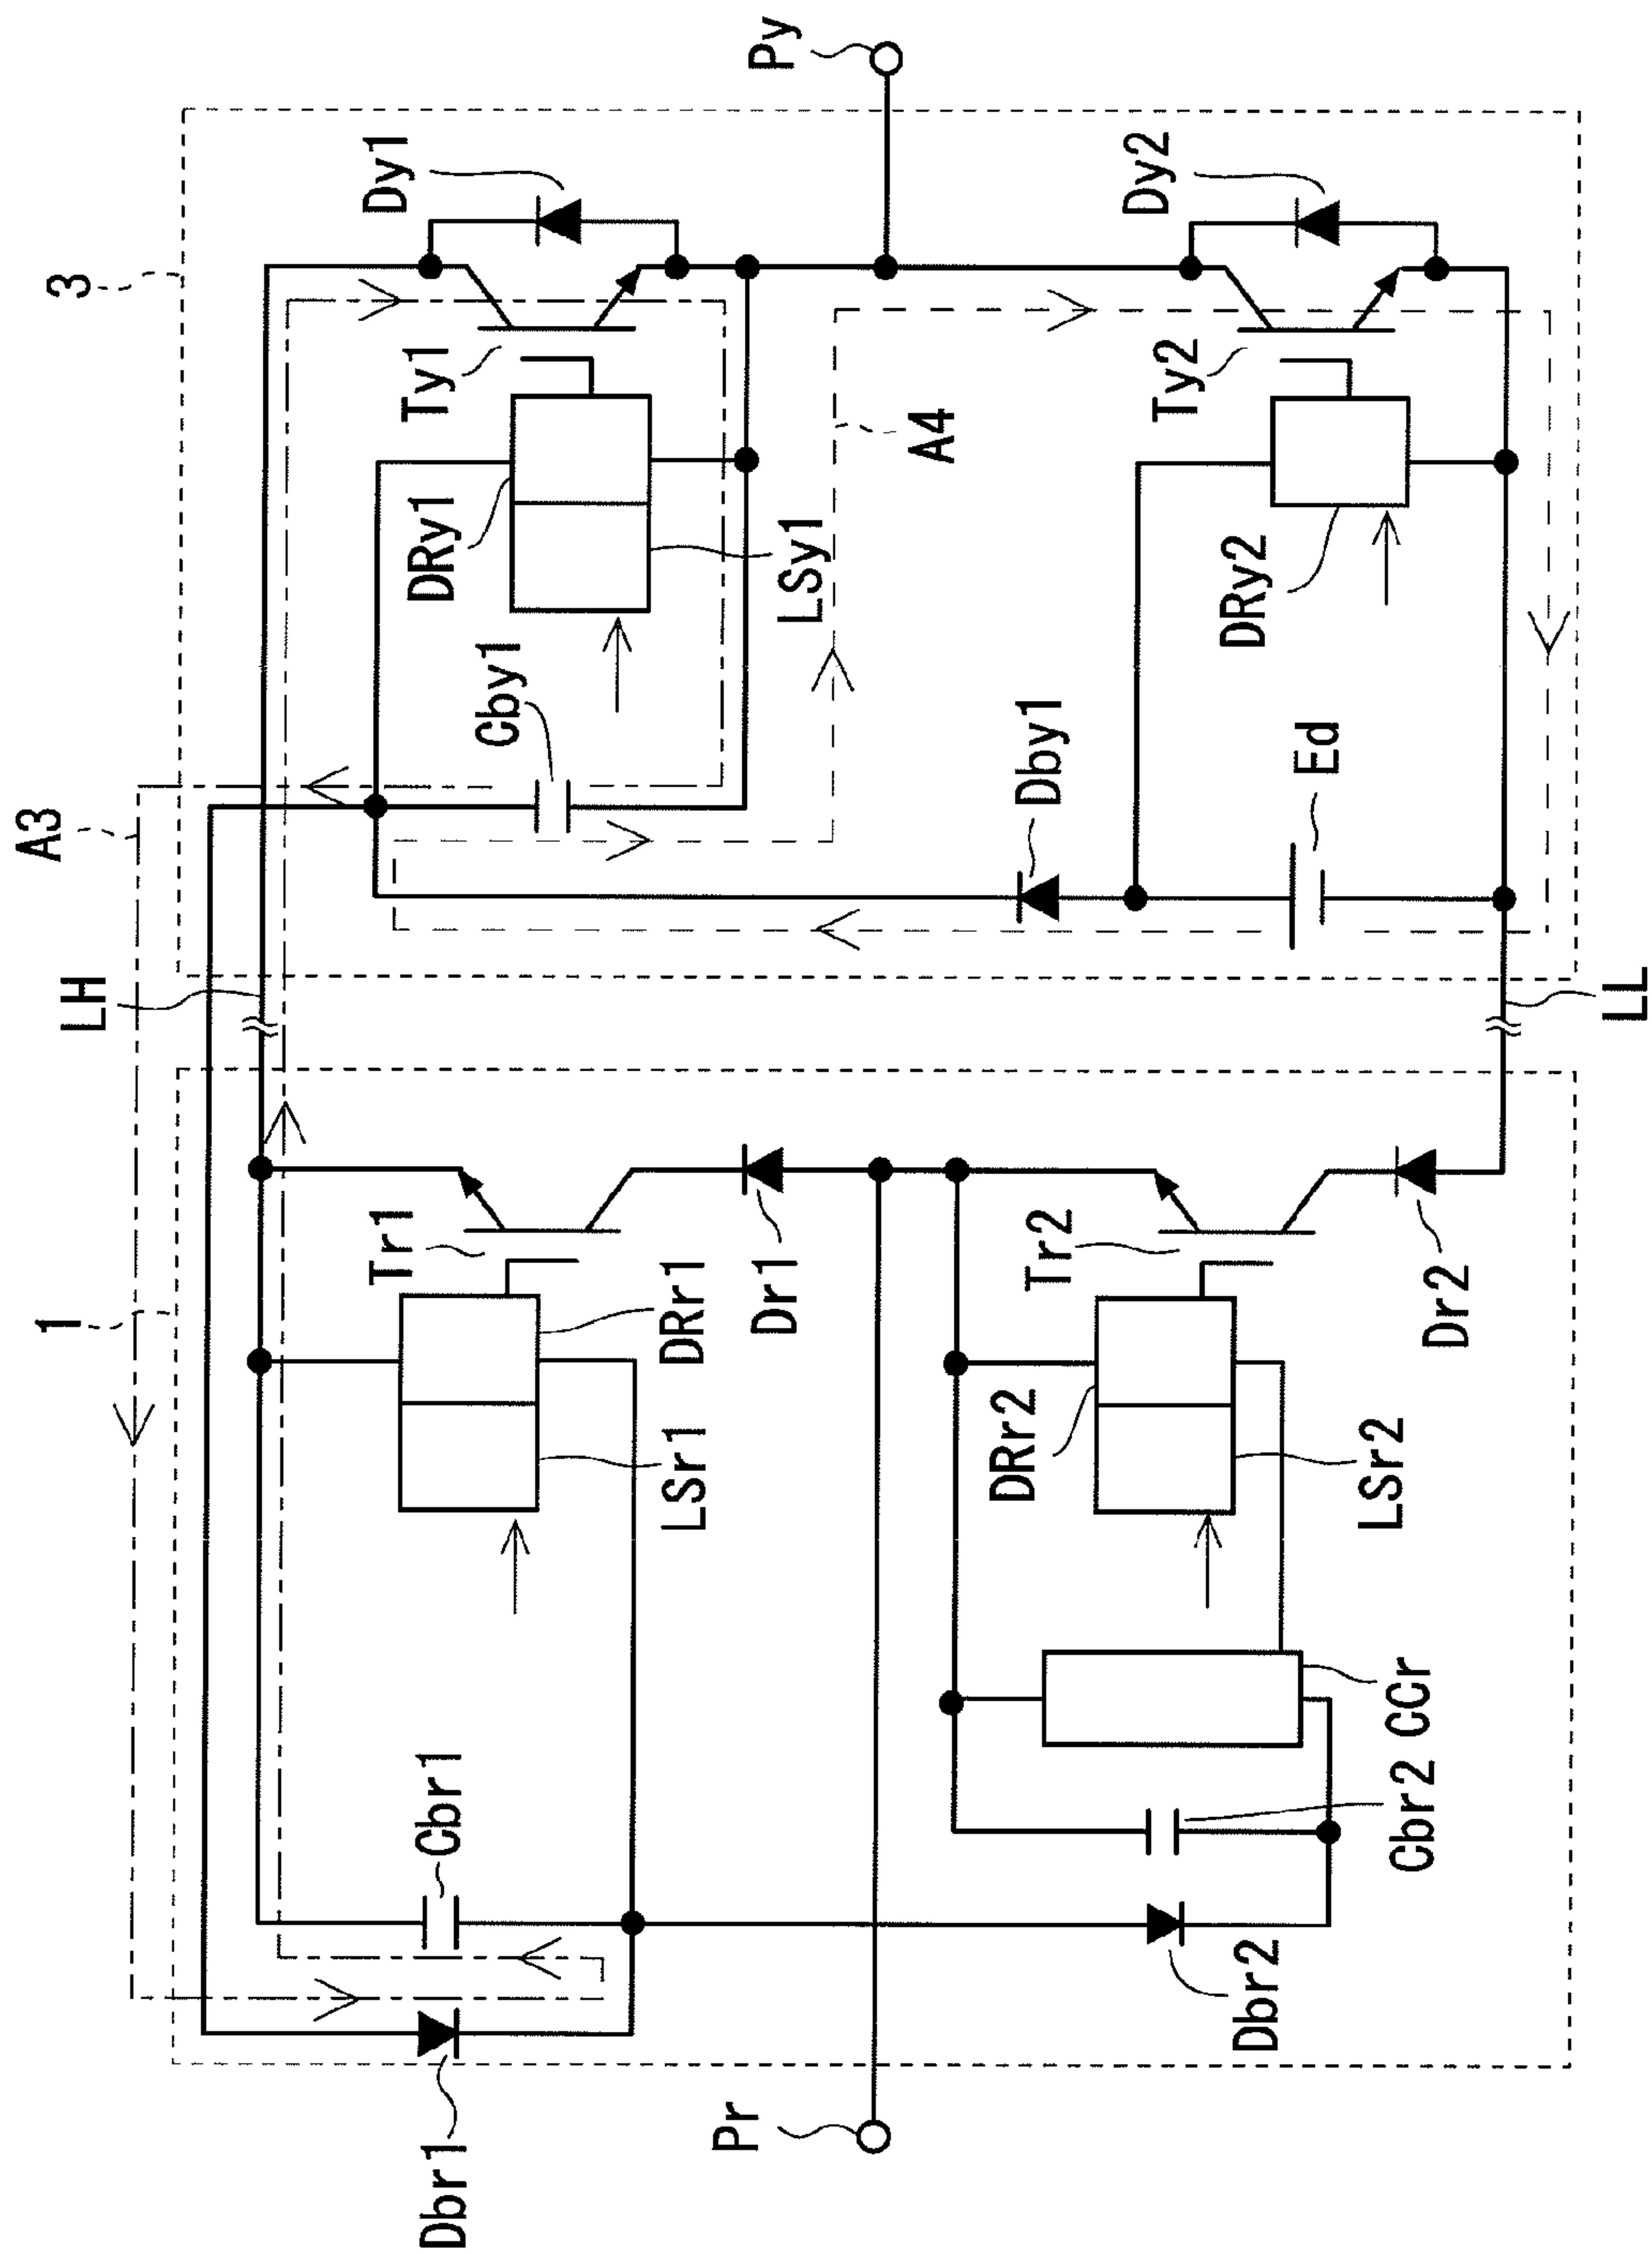 3
Py
Dy1
Dy2
Ty1
Ty2
A4
DRy1
LSy1
DRy2
Cby1
Dby1
Ed
A3
LH
LL
1
Tr1
DRr1
Dr1
Tr2
Dr2
LSr1
DRr2
LSr2
Cbr1
CCr
Cbr2
Dbr2
Dbr1
Pr